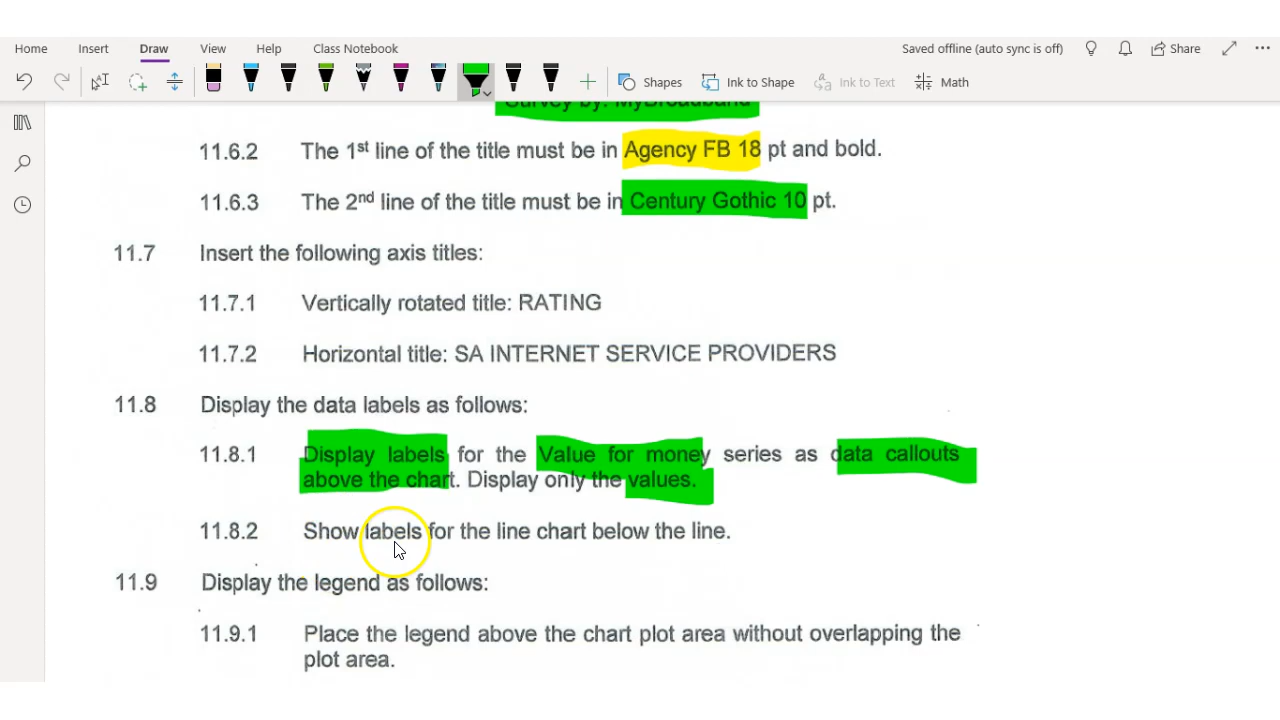 Home Insert Draw View Help Class Notebook Saved offline (auto sync is off) Share
Shapes Ink to Shape Ink to Text Math
Survey by: MyBroadband
11.6.2 The 1st line of the title must be in Agency FB 18 pt and bold.
11.6.3 The 2nd line of the title must be in Century Gothic 10 pt.
11.7 Insert the following axis titles:
11.7.1 Vertically rotated title: RATING
11.7.2 Horizontal title: SA INTERNET SERVICE PROVIDERS
11.8 Display the data labels as follows:
11.8.1 Display labels for the Value for money series as data callouts
above the chart. Display only the values.
11.8.2 Show labels for the line chart below the line.
11.9 Display the legend as follows:
11.9.1 Place the legend above the chart plot area without overlapping the
plot area.